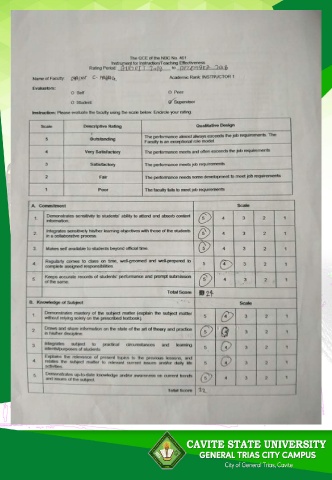 The QCE of the NBC No. 461
Instrument for Instruction/Teaching Effectiveness
Rating Period: AUGUST 2018 to DECEMBER 2018
Name of Faculty: Academic Rank: INSTRUCTOR I
Evaluators:
O Self O Peer
O Student Supervisor
Instruction: Please evaluate the faculty using the scale below. Encircle your rating.
Scale Descriptive Rating Qualitative Design
5 Outstanding The performance almost always exceeds the job requirements. The Faculty is an exceptional role model
4 Very Satisfactory The performance meets and often exceeds the job requirements
3 Satisfactory The performance meets job requirements
2 Fair The performance needs some development to meet job requirements
1 Poor The faculty fails to meet job requirements
A. Commitment Scale
1. Demonstrates sensitivity to students' ability to attend and absorb content information. 5 4 3 2 1
2. Integrates sensitively his/her learning objectives with those of the students in a collaborative process. 5 4 3 2 1
3. Makes self available to students beyond official time. 5 4 3 2 1
4. Regularly comes to class on time, well-groomed and well-prepared to complete assigned responsibilities. 5 4 3 2 1
5. Keeps accurate records of students' performance and prompt submission of the same. 5 4 3 2 1
Total Score 24
B. Knowledge of Subject Scale
1. Demonstrates mastery of the subject matter (explain the subject matter without relying solely on the prescribed textbook). 5 4 3 2 1
2. Draws and share information on the state of the art of theory and practice in his/her discipline. 5 4 3 2 1
3. Integrates subject to practical circumstances and learning intents/purposes of students. 5 4 3 2 1
4. Explains the relevance of present topics to the previous lessons, and relates the subject matter to relevant current issues and/or daily life activities. 5 4 3 2 1
5. Demonstrates up-to-date knowledge and/or awareness on current trends and issues of the subject. 5 4 3 2 1
Total Score
CAVITE STATE UNIVERSITY
GENERAL TRIAS CITY CAMPUS
City of General Trias, Cavite